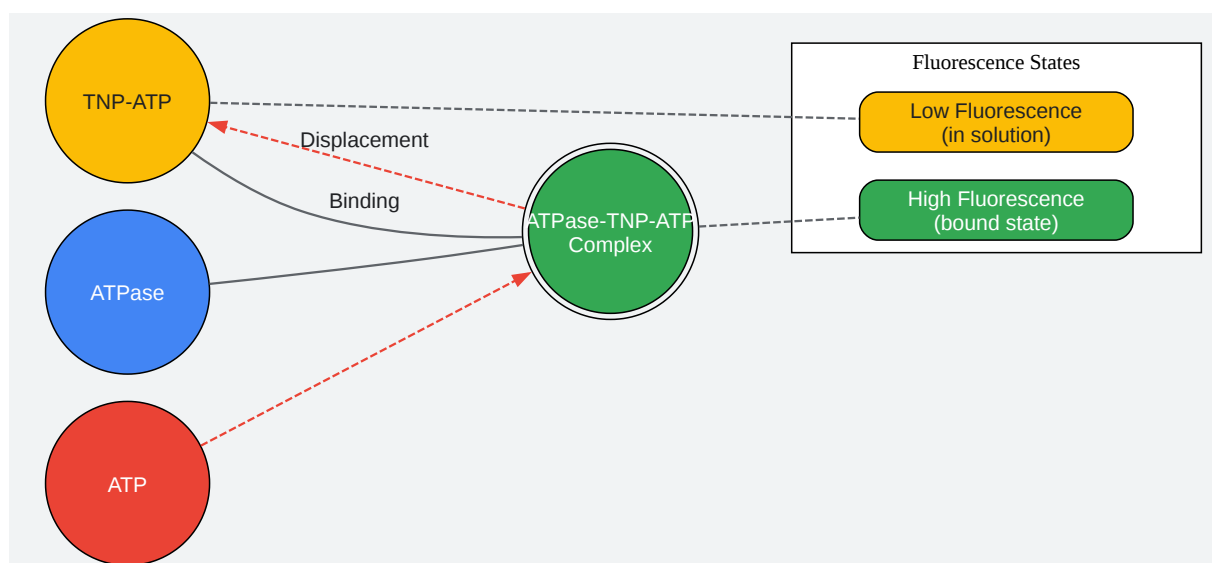 TNP-ATP
Displacement
Binding
ATPase
ATP
ATPase-TNP-ATP
Complex
Fluorescence States
Low Fluorescence
(in solution)
High Fluorescence
(bound state)